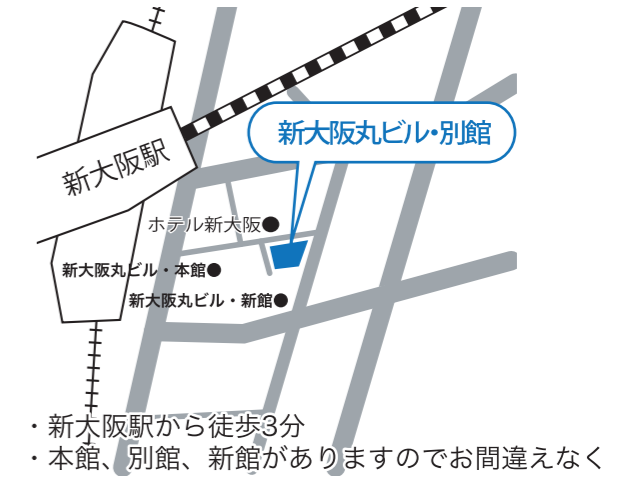 新大阪丸ビル・別館
新大阪駅
ホテル新大阪●
新大阪丸ビル・本館●
新大阪丸ビル・新館●
・新大阪駅から徒歩3分
・本館、別館、新館がありますのでお間違えなく